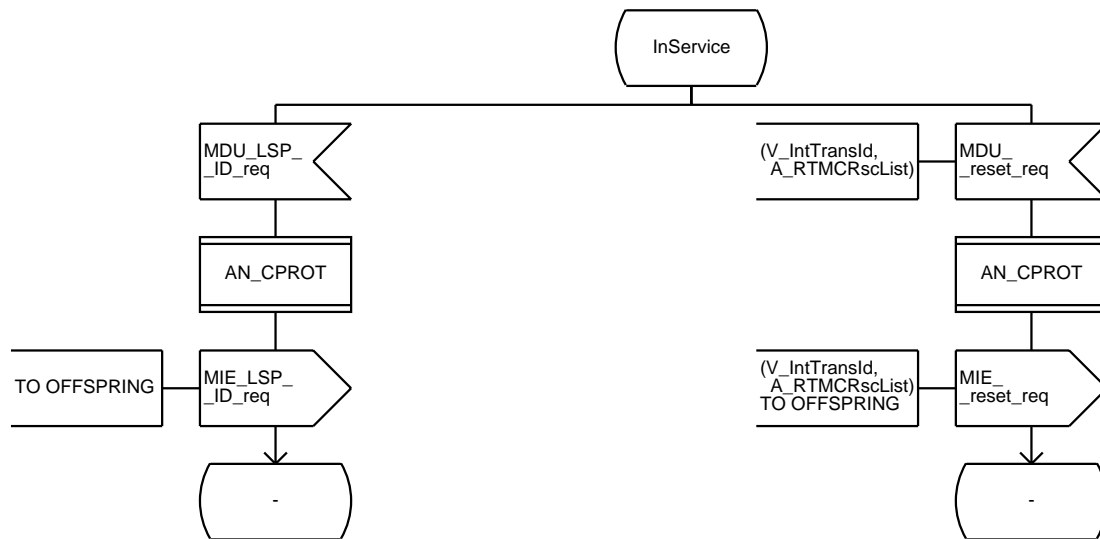 InService
MDU_LSP_
_ID_req
(V_IntTransId,
A_RTMCRscList)
MDU_
_reset_req
AN_CPROT
AN_CPROT
TO OFFSPRING
MIE_LSP_
_ID_req
(V_IntTransId,
A_RTMCRscList)
TO OFFSPRING
MIE_
_reset_req
-
-